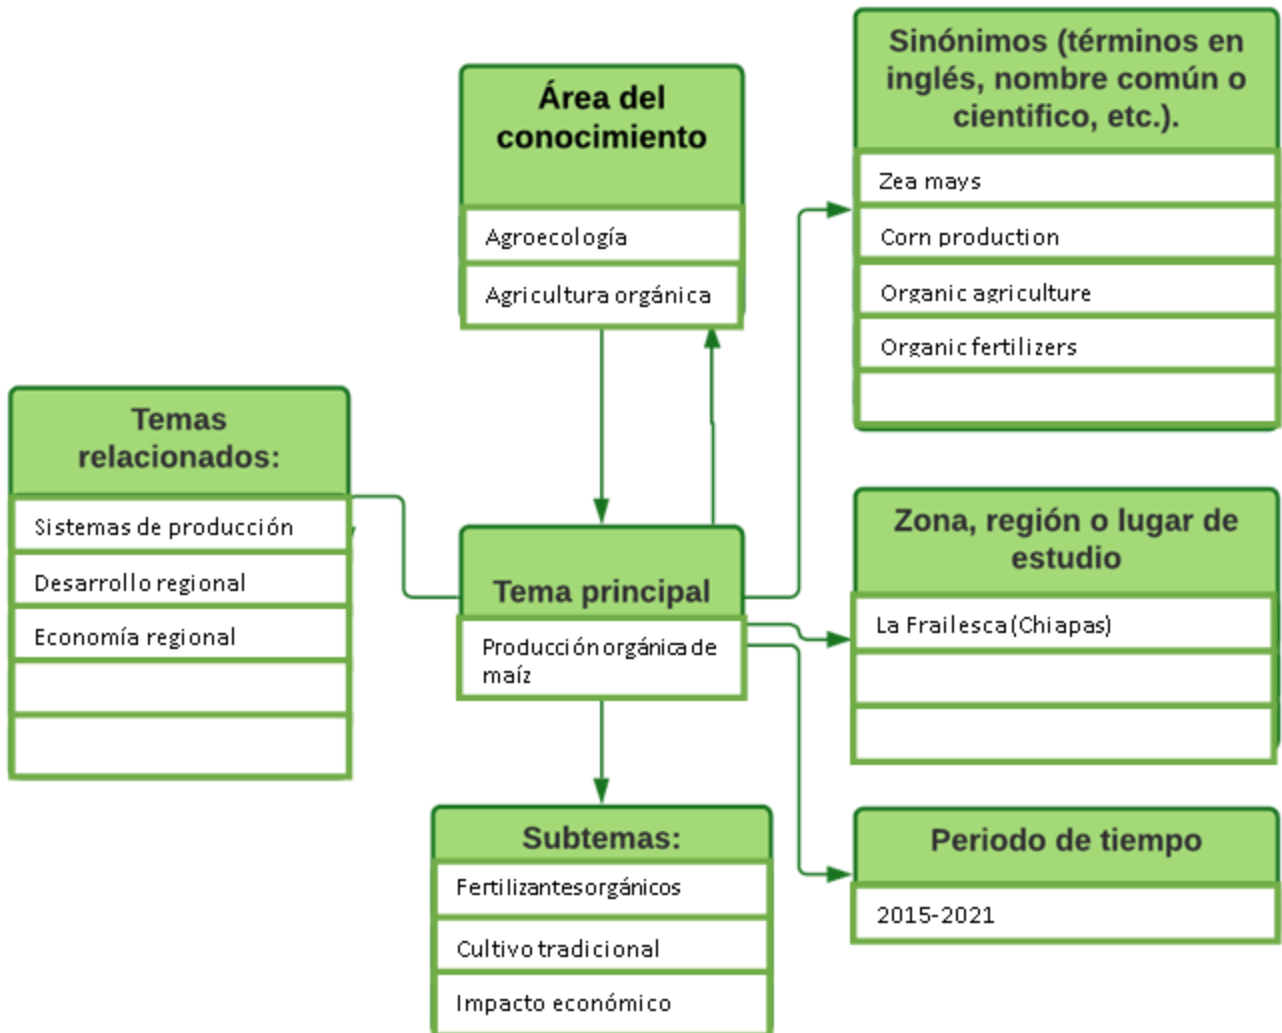 Área del
conocimiento
Agroecología
Agricultura orgánica
Sinónimos (términos en
inglés, nombre común o
cientifico, etc.).
Zea mays
Corn production
Organic agriculture
Organic fertilizers
Temas
relacionados:
Sistemas de producción
Desarrollo regional
Economía regional
Tema principal
Producción orgánica de
maíz
Zona, región o lugar de
estudio
La Frailesca (Chiapas)
Subtemas:
Fertilizantes orgánicos
Cultivo tradicional
Impacto económico
Periodo de tiempo
2015-2021